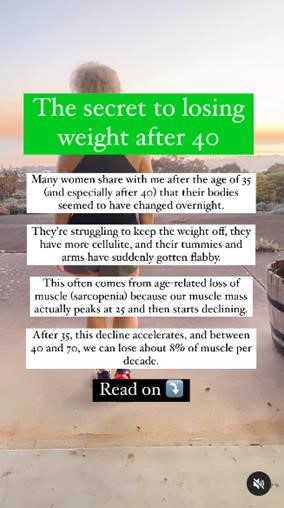 The secret to losing
weight after 40
Many women share with me after the age of 35
(and especially after 40) that their bodies
seemed to have changed overnight.
They're struggling to keep the weight off, they
have more cellulite, and their tummies and
arms have suddenly gotten flabby.
This often comes from age-related loss of
muscle (sarcopenia) because our muscle mass
actually peaks at 25 and then starts declining.
After 35, this decline accelerates, and between
40 and 70, we can lose about 8% of muscle per
decade.
Read on ⤵️